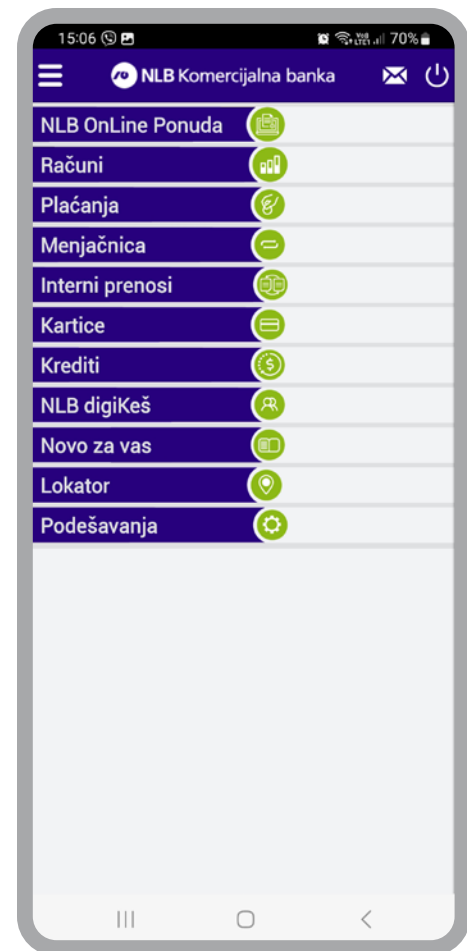 15:06 70%
NLB Komercijalna banka
NLB OnLine Ponuda
Računi
Plaćanja
Menjačnica
Interni prenosi
Kartice
Krediti
NLB digiKeš
Novo za vas
Lokator
Podešavanja